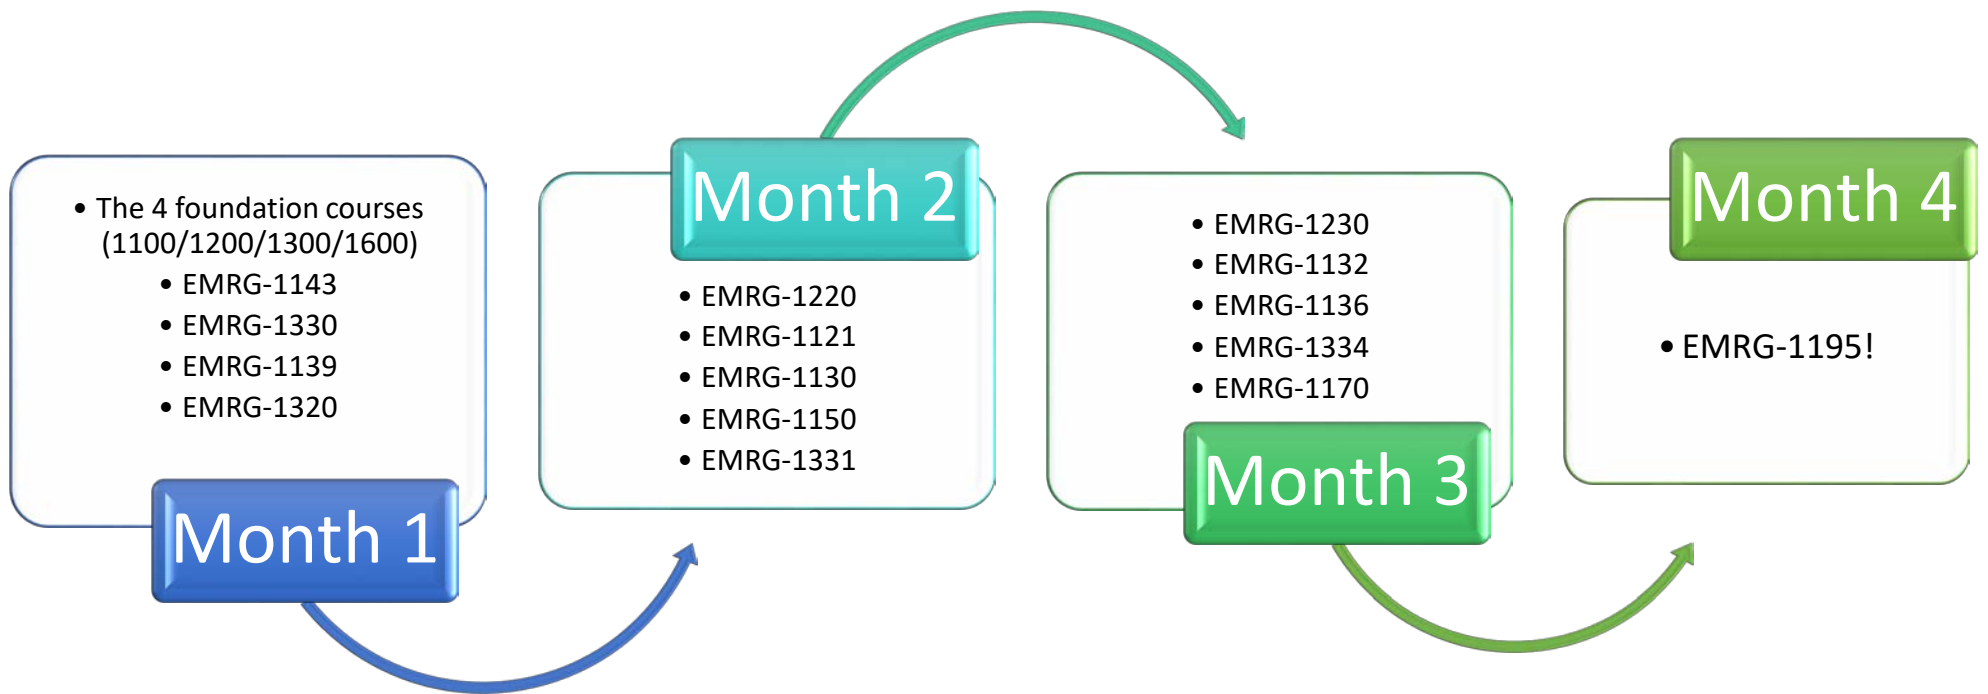 • The 4 foundation courses
(1100/1200/1300/1600)
• EMRG-1143
• EMRG-1330
• EMRG-1139
• EMRG-1320
Month 1
Month 2
• EMRG-1220
• EMRG-1121
• EMRG-1130
• EMRG-1150
• EMRG-1331
• EMRG-1230
• EMRG-1132
• EMRG-1136
• EMRG-1334
• EMRG-1170
Month 3
Month 4
• EMRG-1195!